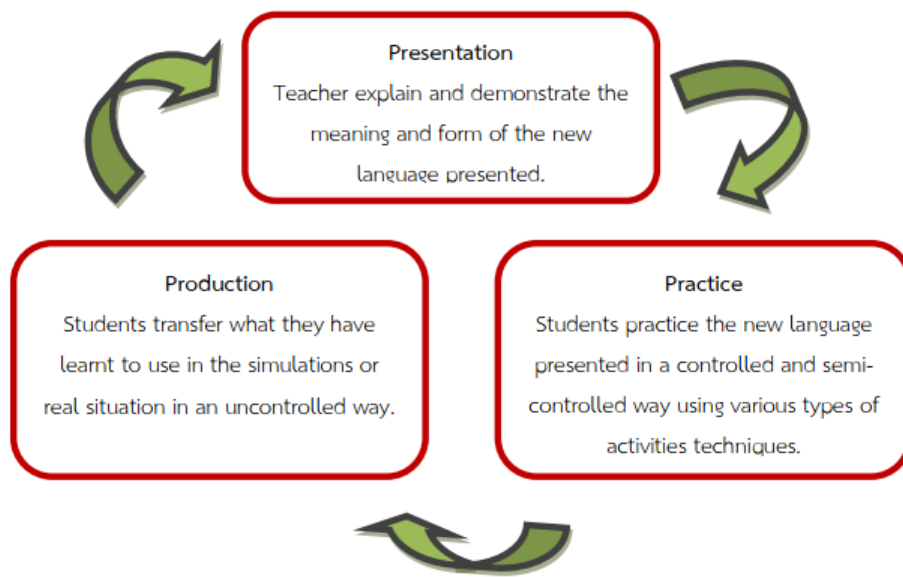 Presentation
Teacher explain and demonstrate the
meaning and form of the new
language presented.
Production
Students transfer what they have
learnt to use in the simulations or
real situation in an uncontrolled way.
Practice
Students practice the new language
presented in a controlled and semi-
controlled way using various types of
activities techniques.